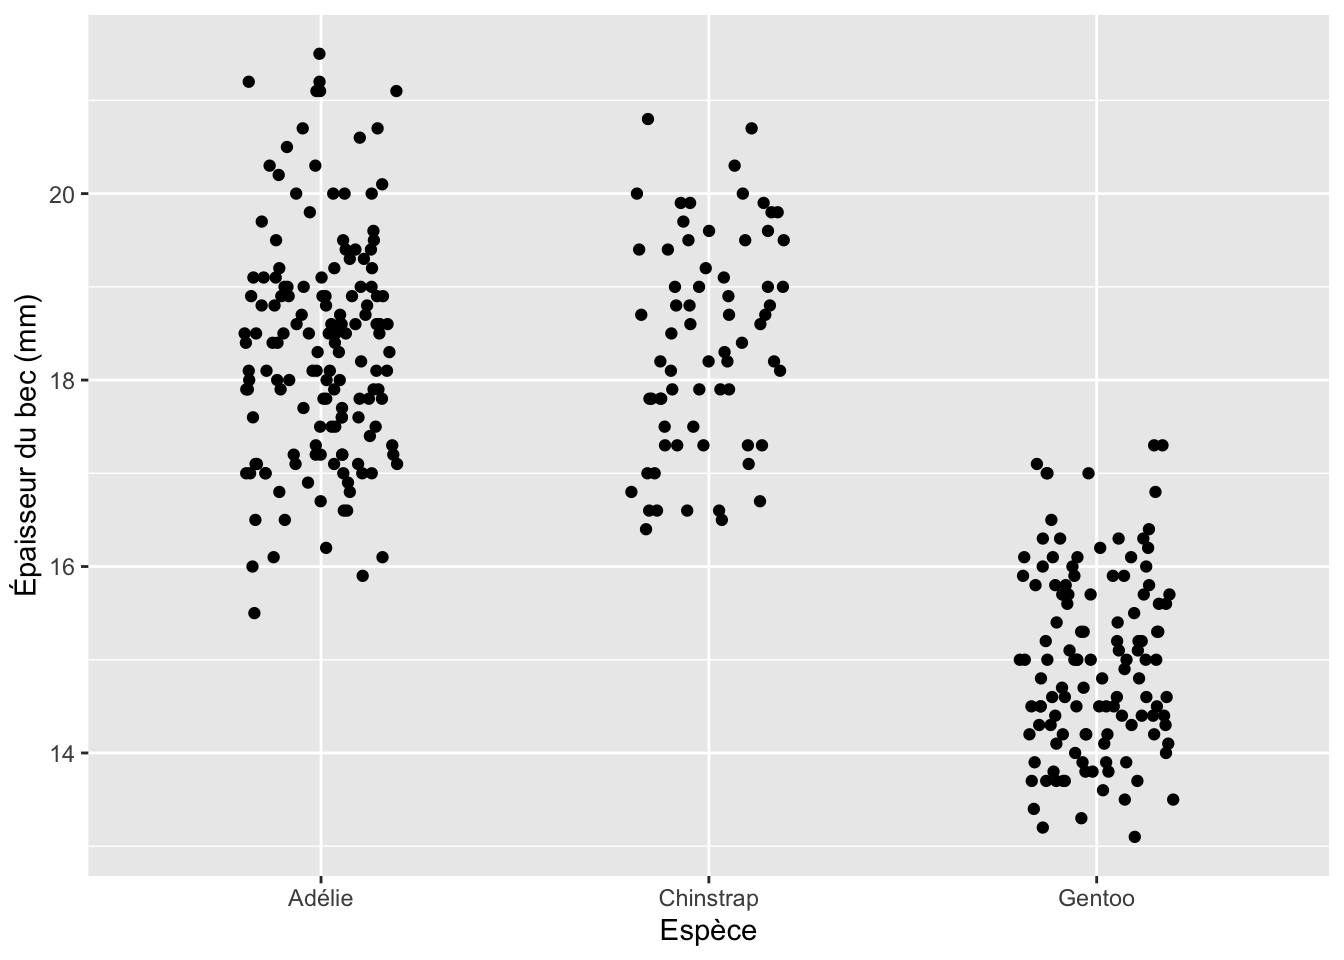 20
18
16
14
Épaisseur du bec (mm)
Adélie
Chinstrap
Gentoo
Espèce